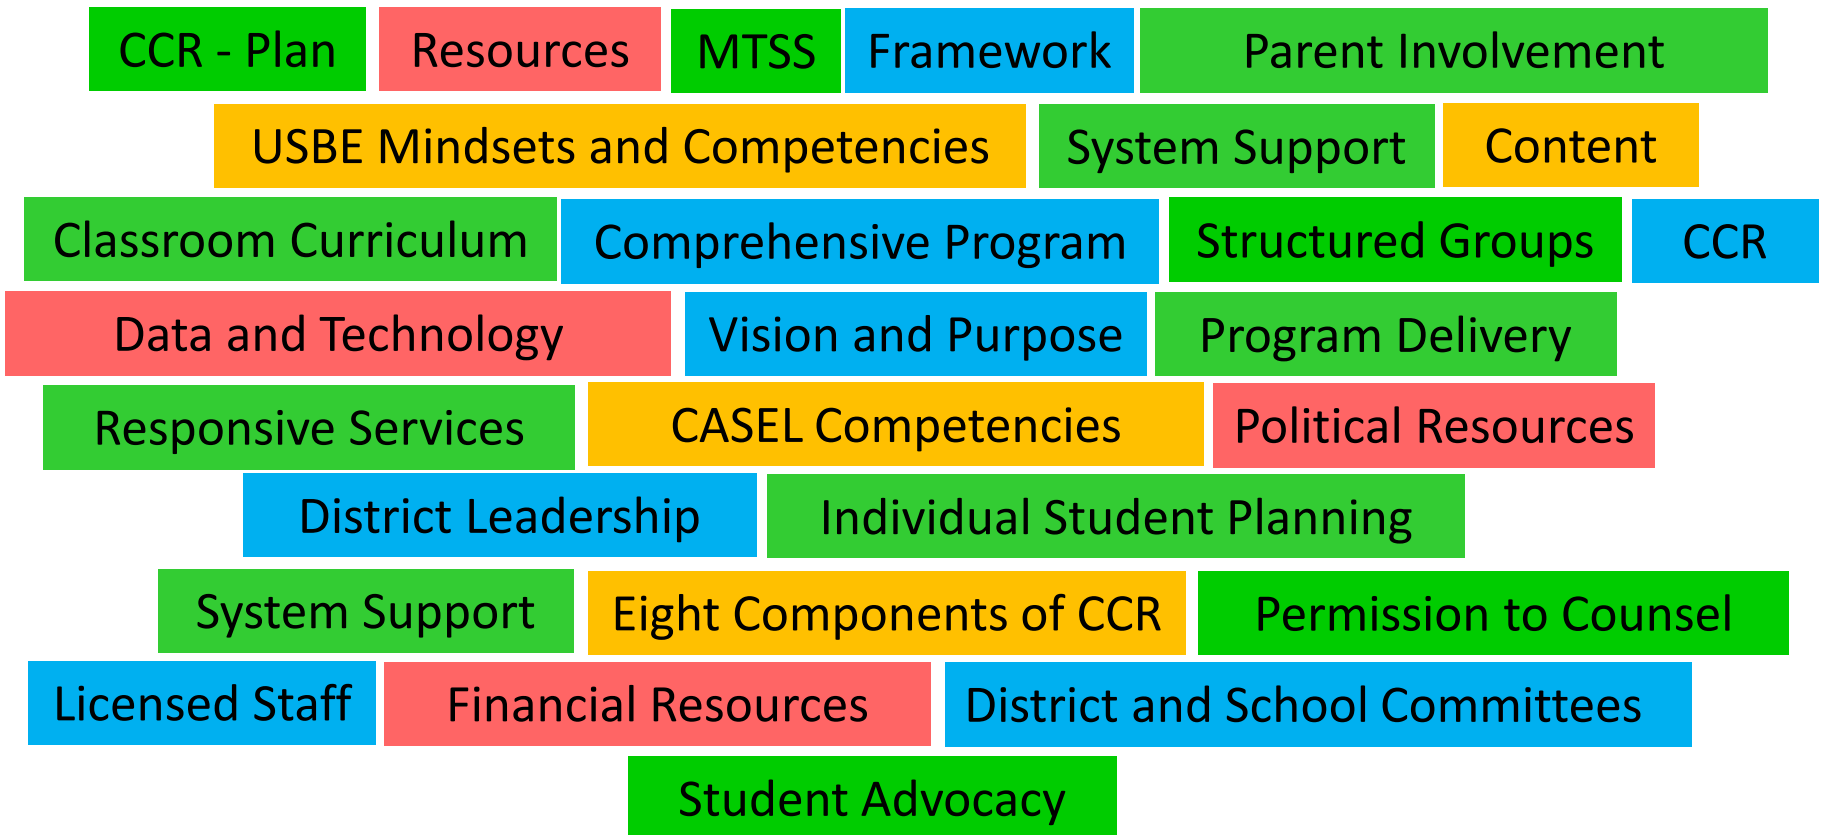 CCR - Plan Resources MTSS Framework Parent Involvement
USBE Mindsets and Competencies System Support Content
Classroom Curriculum Comprehensive Program Structured Groups CCR
Data and Technology Vision and Purpose Program Delivery
Responsive Services CASEL Competencies Political Resources
District Leadership Individual Student Planning
System Support Eight Components of CCR Permission to Counsel
Licensed Staff Financial Resources District and School Committees
Student Advocacy